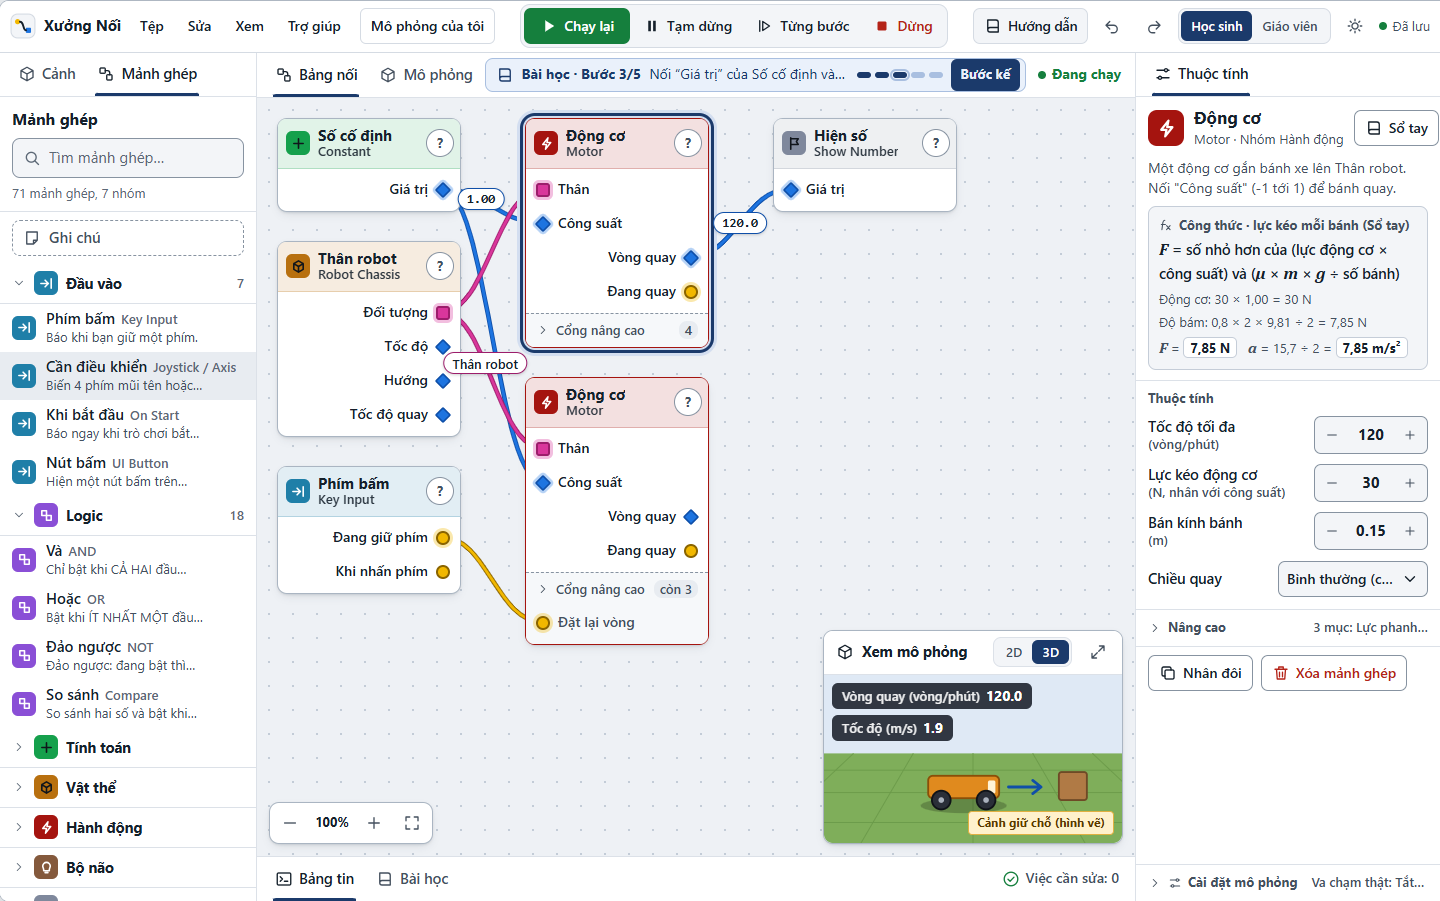 Xưởng Nối
Tệp
Sửa
Xem
Trợ giúp
Mô phỏng của tôi
Chạy lại
Tạm dừng
Từng bước
Dừng
Hướng dẫn
Học sinh
Giáo viên
Đã lưu
Cảnh
Mảnh ghép
Mảnh ghép
Tìm mảnh ghép...
71 mảnh ghép, 7 nhóm
Ghi chú
Đầu vào 7
Phím bấm Key Input
Báo khi bạn giữ một phím.
Cần điều khiển Joystick / Axis
Biến 4 phím mũi tên hoặc...
Khi bắt đầu On Start
Báo ngay khi trò chơi bắt...
Nút bấm UI Button
Hiện một nút bấm trên...
Logic 18
Và AND
Chỉ bật khi CẢ HAI đầu...
Hoặc OR
Bật khi ÍT NHẤT MỘT đầu...
Đảo ngược NOT
Đảo ngược: đang bật thì...
So sánh Compare
So sánh hai số và bật khi...
Tính toán
Vật thể
Hành động
Bộ não
Bảng nối
Mô phỏng
Bài học · Bước 3/5 Nối “Giá trị” của Số cố định và...
Bước kế
Đang chạy
Số cố định
Constant
?
Giá trị
1.00
Thân robot
Robot Chassis
?
Đối tượng
Tốc độ
Hướng
Tốc độ quay
Thân robot
Phím bấm
Key Input
?
Đang giữ phím
Khi nhấn phím
Động cơ
Motor
?
Thân
Công suất
Vòng quay
Đang quay
Cổng nâng cao 4
120.0
Động cơ
Motor
?
Thân
Công suất
Vòng quay
Đang quay
Cổng nâng cao còn 3
Đặt lại vòng
Hiện số
Show Number
?
Giá trị
Xem mô phỏng
2D
3D
Vòng quay (vòng/phút) 120.0
Tốc độ (m/s) 1.9
Cảnh giữ chỗ (hình vẽ)
100%
Bảng tin
Bài học
Việc cần sửa: 0
Thuộc tính
Động cơ
Motor · Nhóm Hành động
Sổ tay
Một động cơ gắn bánh xe lên Thân robot.
Nối "Công suất" (-1 tới 1) để bánh quay.
fx Công thức · lực kéo mỗi bánh (Sổ tay)
F = số nhỏ hơn của (lực động cơ ×
công suất) và (μ × m × g ÷ số bánh)
Động cơ: 30 × 1,00 = 30 N
Độ bám: 0,8 × 2 × 9,81 ÷ 2 = 7,85 N
F = 7,85 N a = 15,7 ÷ 2 = 7,85 m/s²
Thuộc tính
Tốc độ tối đa
(vòng/phút)
− 120 +
Lực kéo động cơ
(N, nhân với công suất)
− 30 +
Bán kính bánh
(m)
− 0.15 +
Chiều quay
Bình thường (c...
Nâng cao
3 mục: Lực phanh...
Nhân đôi
Xóa mảnh ghép
Cài đặt mô phỏng
Va chạm thật: Tắt...